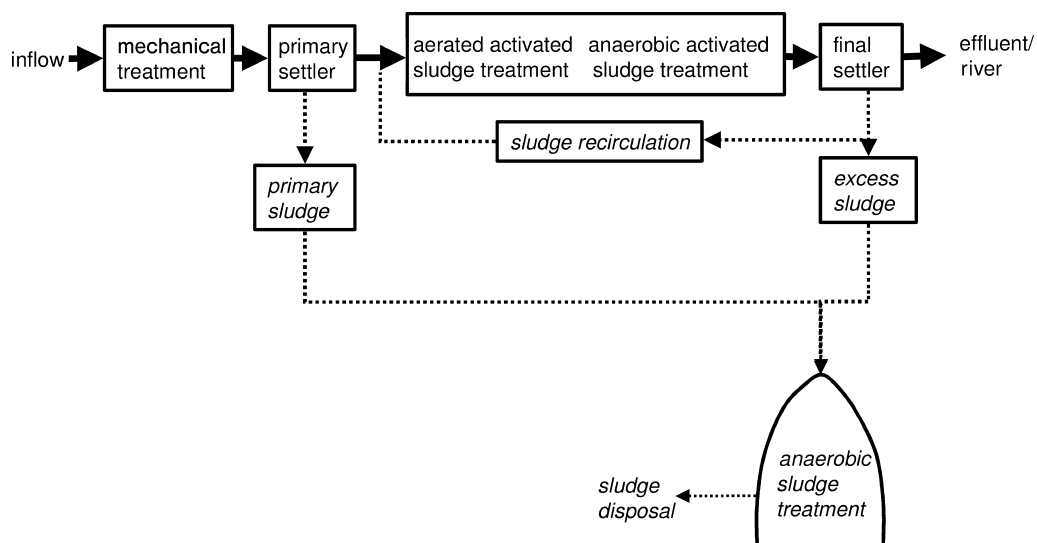 inflow
mechanical
treatment
primary
settler
aerated activated
sludge treatment
anaerobic activated
sludge treatment
final
settler
effluent/
river
sludge recirculation
primary
sludge
excess
sludge
anaerobic
sludge
treatment
sludge
disposal